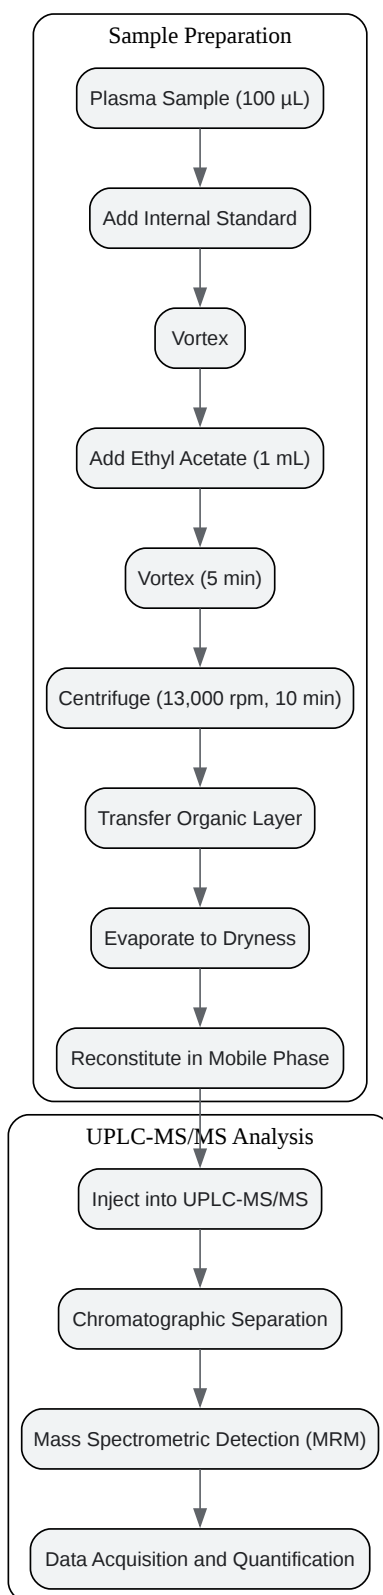 Sample Preparation
Plasma Sample (100 µL)
Add Internal Standard
Vortex
Add Ethyl Acetate (1 mL)
Vortex (5 min)
Centrifuge (13,000 rpm, 10 min)
Transfer Organic Layer
Evaporate to Dryness
Reconstitute in Mobile Phase
UPLC-MS/MS Analysis
Inject into UPLC-MS/MS
Chromatographic Separation
Mass Spectrometric Detection (MRM)
Data Acquisition and Quantification